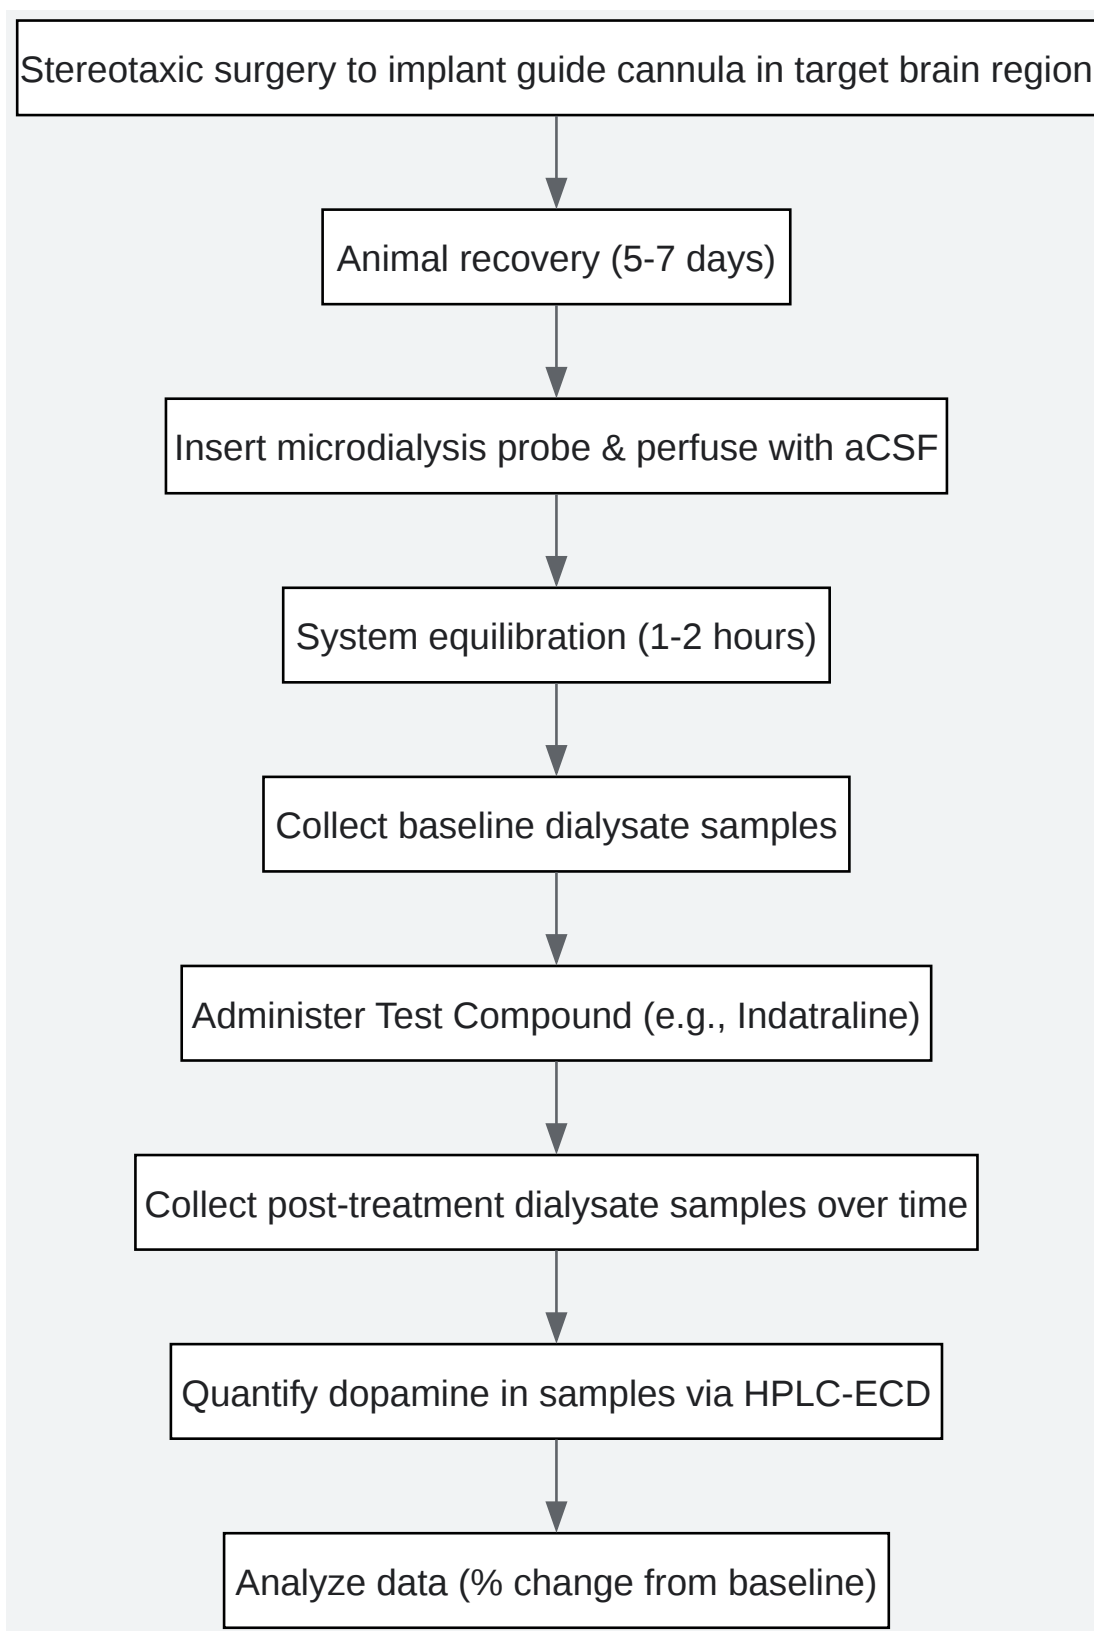 Stereotaxic surgery to implant guide cannula in target brain region
Animal recovery (5-7 days)
Insert microdialysis probe & perfuse with aCSF
System equilibration (1-2 hours)
Collect baseline dialysate samples
Administer Test Compound (e.g., Indatraline)
Collect post-treatment dialysate samples over time
Quantify dopamine in samples via HPLC-ECD
Analyze data (% change from baseline)